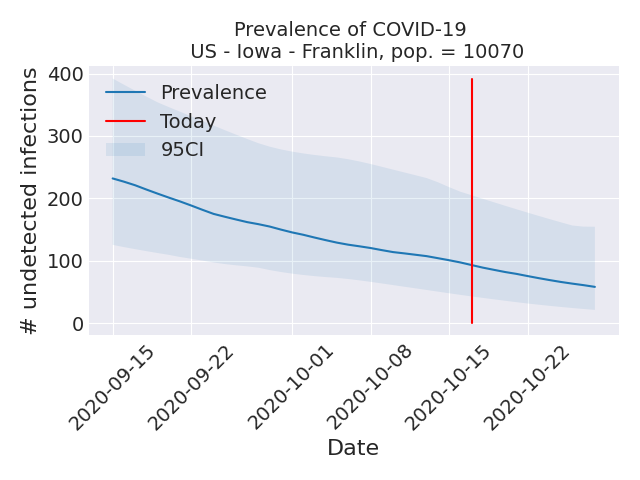 Prevalence of COVID-19
US - Iowa - Franklin, pop. = 10070
# undetected infections
400
300
200
100
0
Prevalence
Today
95CI
2020-09-15
2020-09-22
2020-10-01
2020-10-08
2020-10-15
2020-10-22
Date